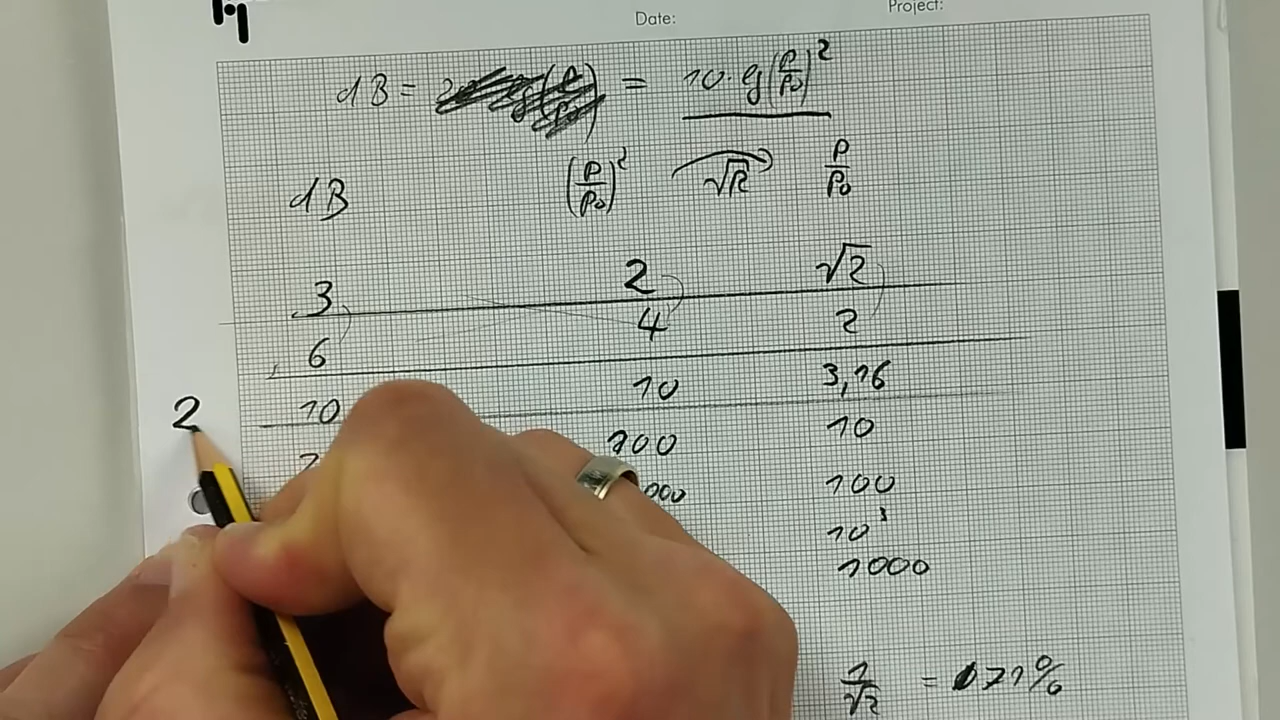 Date: Project:
dB = = 10·lg(p/p₀)²
dB (p/p₀)² √ p/p₀
3 2 √2
6 4 2
10 10 3,16
2 100 10
000 100
10³
1000
1/√2 = 71%